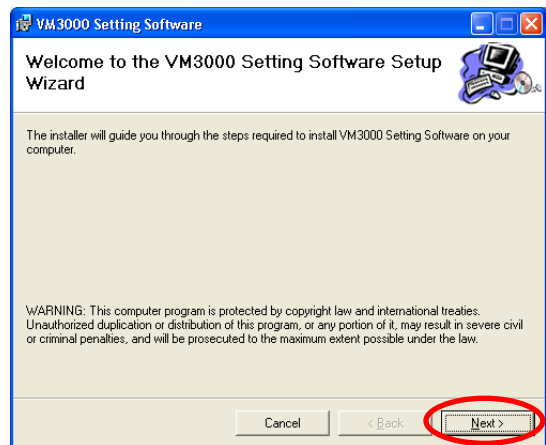 VM3000 Setting Software
Welcome to the VM3000 Setting Software Setup
Wizard
The installer will guide you through the steps required to install VM3000 Setting Software on your
computer.
WARNING: This computer program is protected by copyright law and international treaties.
Unauthorized duplication or distribution of this program, or any portion of it, may result in severe civil
or criminal penalties, and will be prosecuted to the maximum extent possible under the law.
Cancel
< Back
Next >